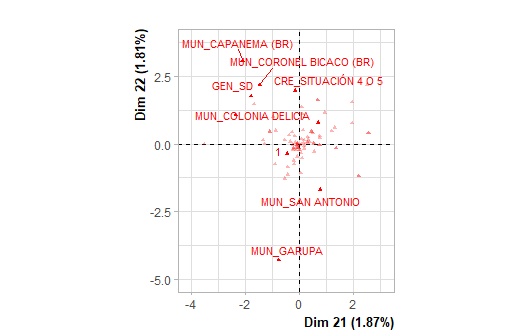 Dim 22 (1.81%)
MUN_CAPANEMA (BR)
MUN_CORONEL BICACO (BR)
CRE_SITUACIÓN 4 O 5
GEN_SD
MUN_COLONIA DELICIA
1
MUN_SAN ANTONIO
MUN_GARUPA
2.5
0.0
-2.5
-5.0
-4 -2 0 2
Dim 21 (1.87%)